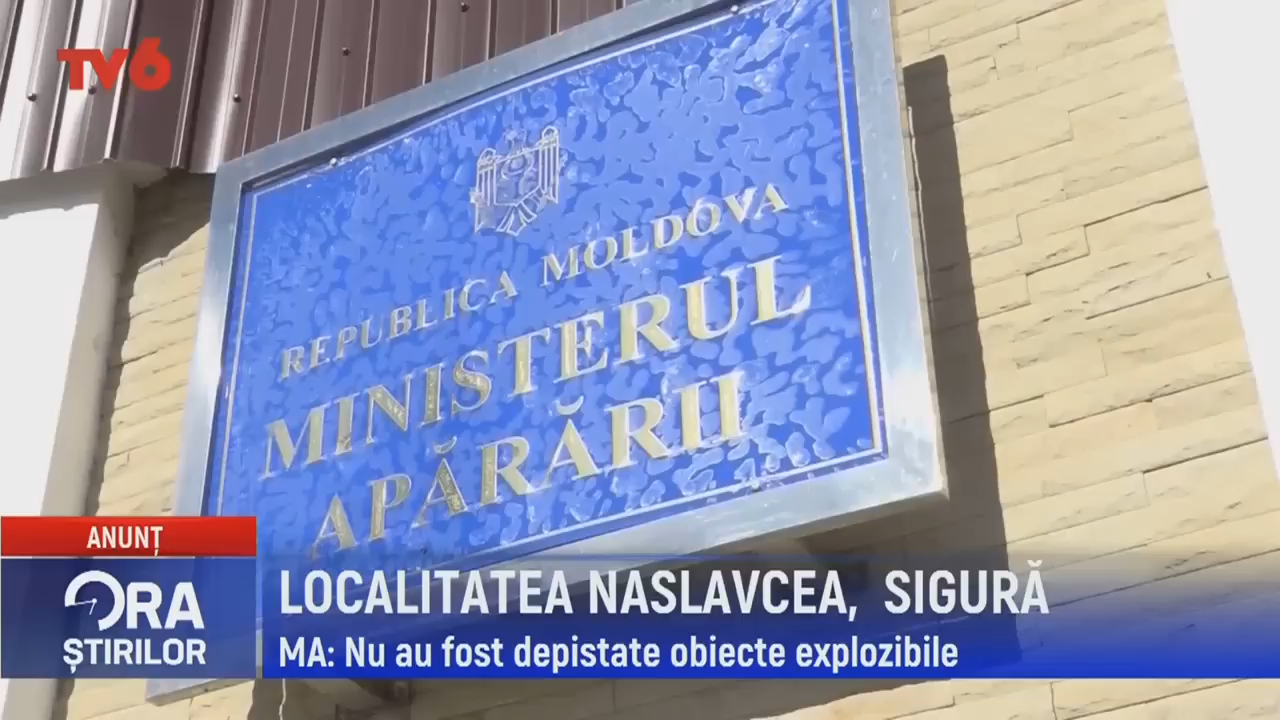 TV6
REPUBLICA MOLDOVA
MINISTERUL
APĂRĂRII
ANUNȚ
ORA
ȘTIRILOR
LOCALITATEA NASLAVCEA, SIGURĂ
MA: Nu au fost depistate obiecte explozibile